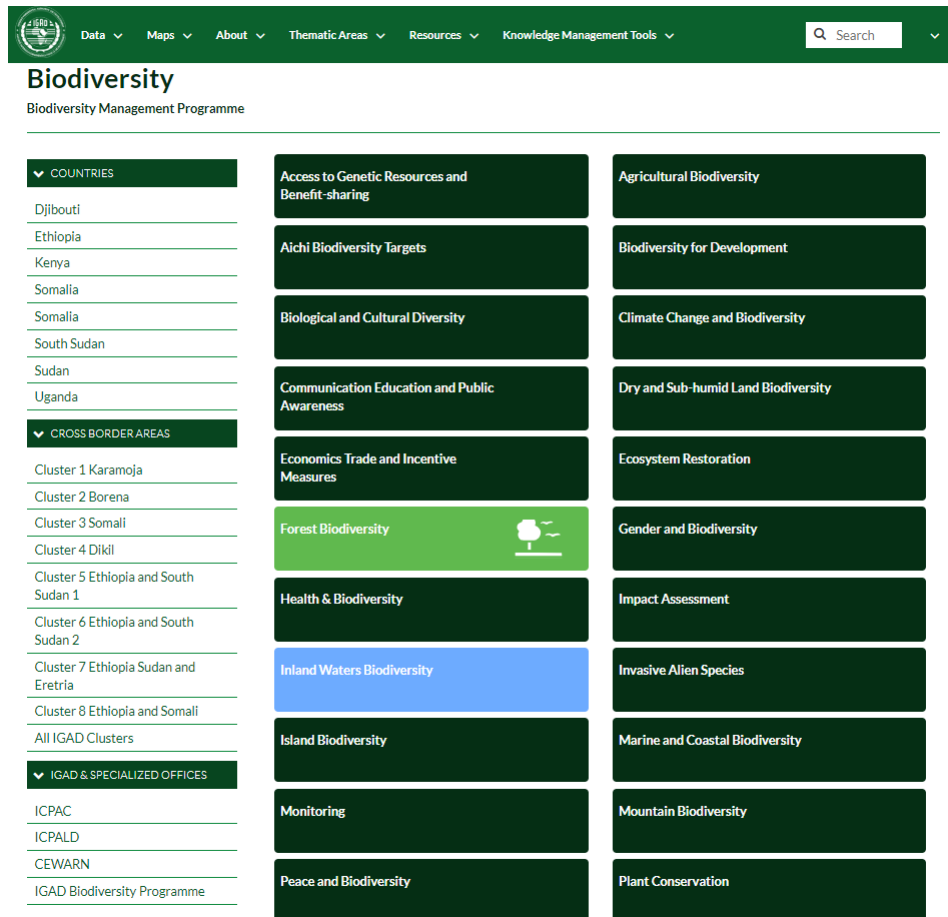 IGAD
Data
Maps
About
Thematic Areas
Resources
Knowledge Management Tools
Search
Biodiversity
Biodiversity Management Programme
COUNTRIES
Djibouti
Ethiopia
Kenya
Somalia
Somalia
South Sudan
Sudan
Uganda
CROSS BORDER AREAS
Cluster 1 Karamoja
Cluster 2 Borena
Cluster 3 Somali
Cluster 4 Dikil
Cluster 5 Ethiopia and South
Sudan 1
Cluster 6 Ethiopia and South
Sudan 2
Cluster 7 Ethiopia Sudan and
Eretria
Cluster 8 Ethiopia and Somali
All IGAD Clusters
IGAD & SPECIALIZED OFFICES
ICPAC
ICPALD
CEWARN
IGAD Biodiversity Programme
Access to Genetic Resources and
Benefit-sharing
Agricultural Biodiversity
Aichi Biodiversity Targets
Biodiversity for Development
Biological and Cultural Diversity
Climate Change and Biodiversity
Communication Education and Public
Awareness
Dry and Sub-humid Land Biodiversity
Economics Trade and Incentive
Measures
Ecosystem Restoration
Forest Biodiversity
Gender and Biodiversity
Health & Biodiversity
Impact Assessment
Inland Waters Biodiversity
Invasive Alien Species
Island Biodiversity
Marine and Coastal Biodiversity
Monitoring
Mountain Biodiversity
Peace and Biodiversity
Plant Conservation